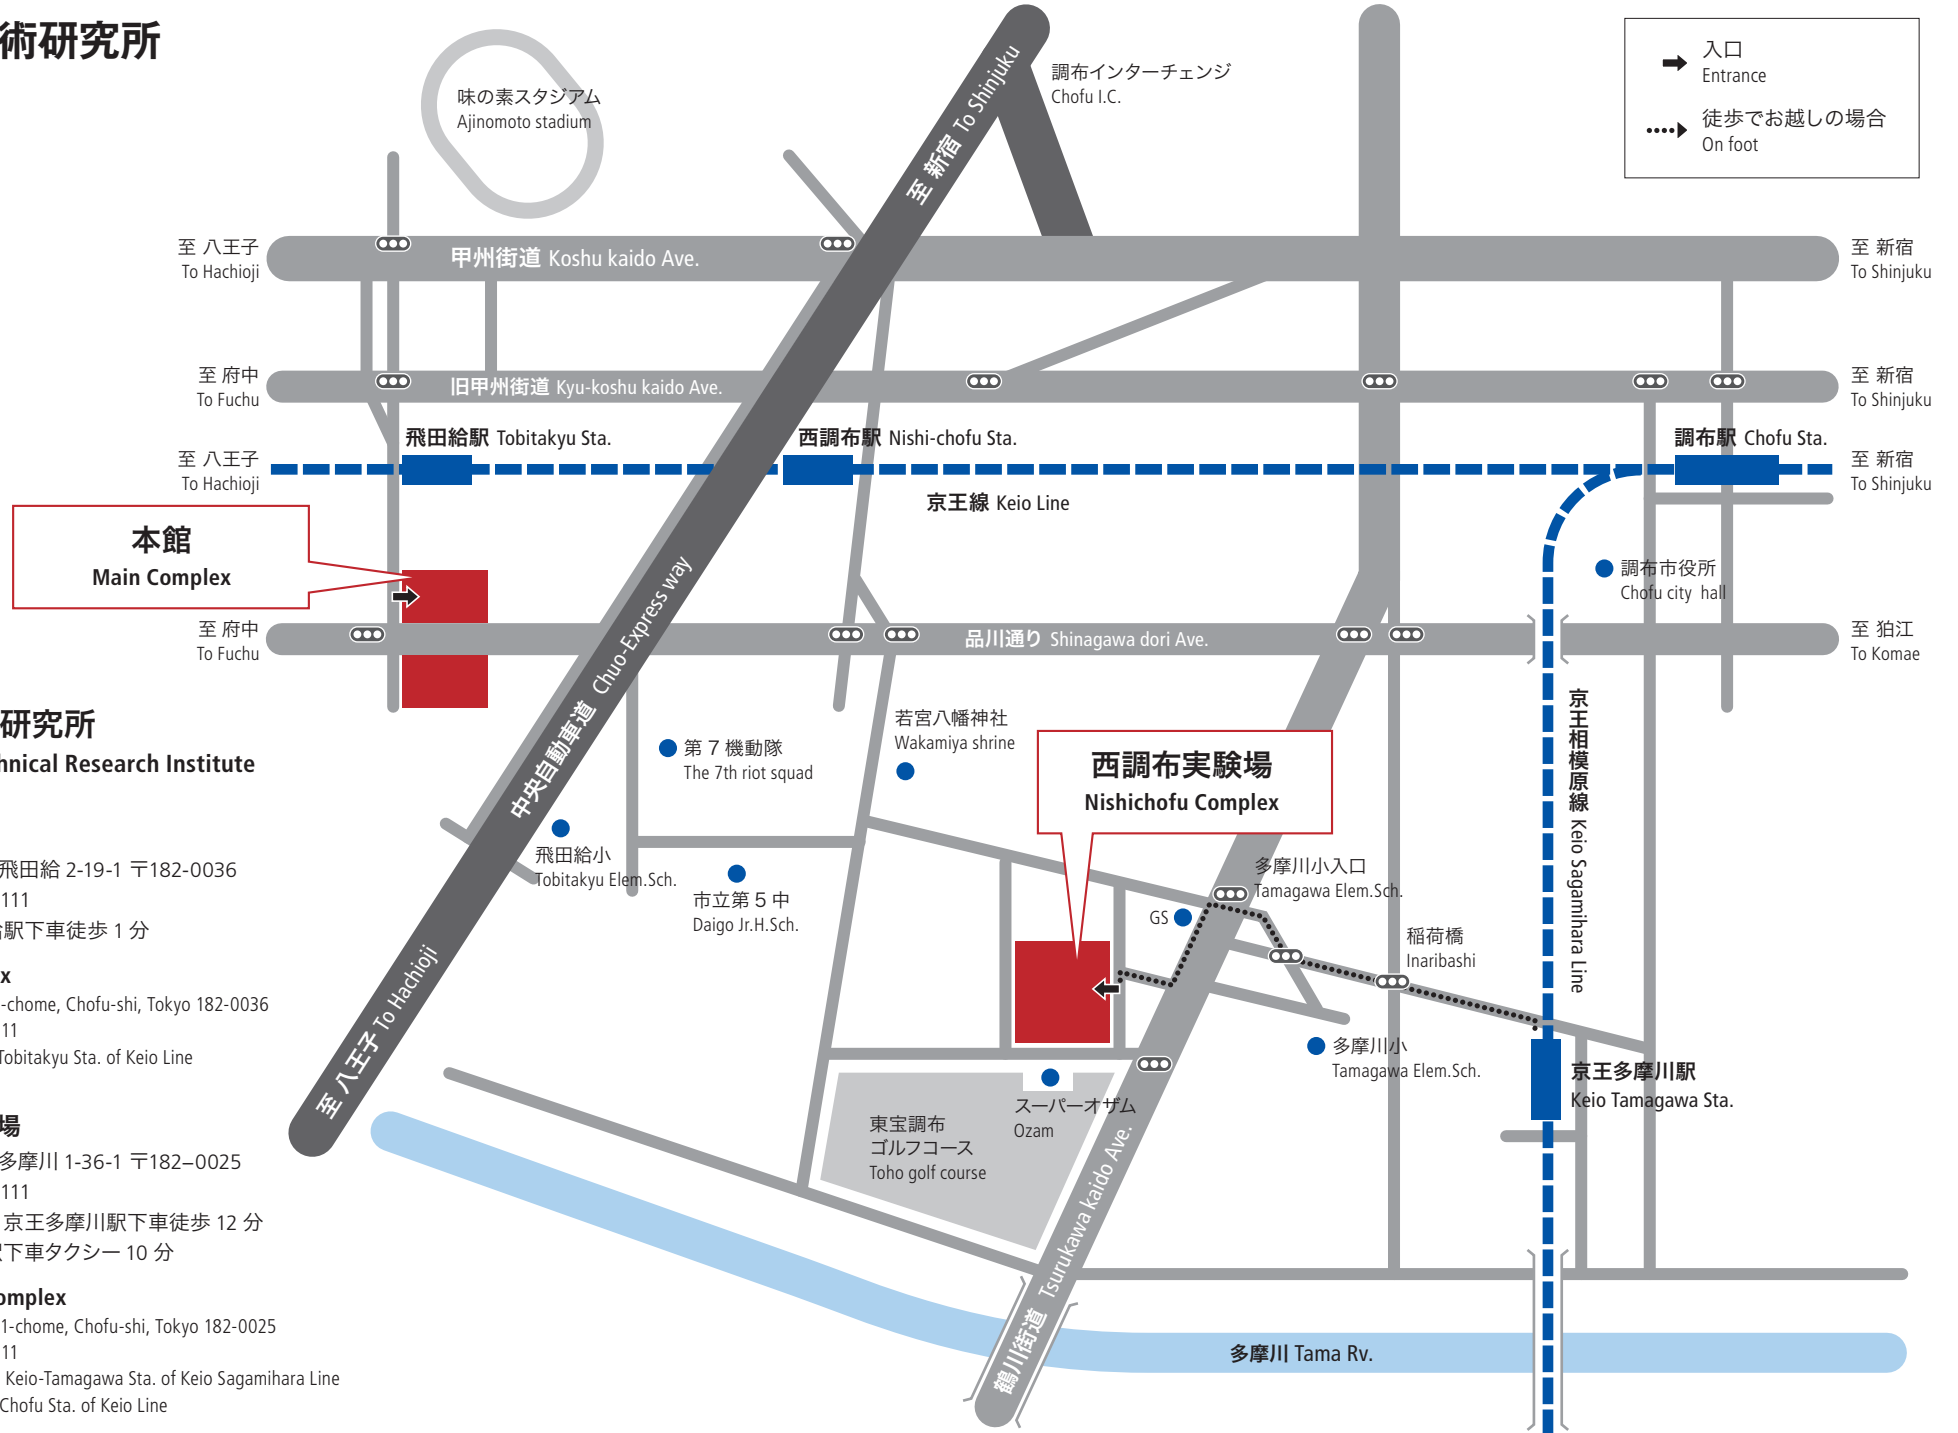 術研究所
入口
Entrance
徒歩でお越しの場合
On foot
味の素スタジアム
Ajinomoto stadium
調布インターチェンジ
Chofu I.C.
至 新宿 To Shinjuku
至 八王子
To Hachioji
甲州街道 Koshu kaido Ave.
至 新宿
To Shinjuku
至 府中
To Fuchu
旧甲州街道 Kyu-koshu kaido Ave.
至 新宿
To Shinjuku
飛田給駅 Tobitakyu Sta.
西調布駅 Nishi-chofu Sta.
調布駅 Chofu Sta.
至 八王子
To Hachioji
至 新宿
To Shinjuku
京王線 Keio Line
本館
Main Complex
調布市役所
Chofu city hall
至 府中
To Fuchu
品川通り Shinagawa dori Ave.
至 狛江
To Komae
中央自動車道 Chuo-Express way
京王相模原線 Keio Sagamihara Line
研究所
hnical Research Institute
第 7 機動隊
The 7th riot squad
若宮八幡神社
Wakamiya shrine
西調布実験場
Nishichofu Complex
飛田給小
Tobitakyu Elem.Sch.
市立第 5 中
Daigo Jr.H.Sch.
多摩川小入口
Tamagawa Elem.Sch.
GS
稲荷橋
Inaribashi
飛田給 2-19-1 〒182-0036
111
駅下車徒歩 1 分
x
-chome, Chofu-shi, Tokyo 182-0036
11
Tobitakyu Sta. of Keio Line
至 八王子 To Hachioji
多摩川小
Tamagawa Elem.Sch.
京王多摩川駅
Keio Tamagawa Sta.
スーパーオザム
Ozam
東宝調布
ゴルフコース
Toho golf course
場
多摩川 1-36-1 〒182–0025
111
京王多摩川駅下車徒歩 12 分
駅下車タクシー 10 分
omplex
1-chome, Chofu-shi, Tokyo 182-0025
11
Keio-Tamagawa Sta. of Keio Sagamihara Line
Chofu Sta. of Keio Line
鶴川街道 Tsurukawa kaido Ave.
多摩川 Tama Rv.